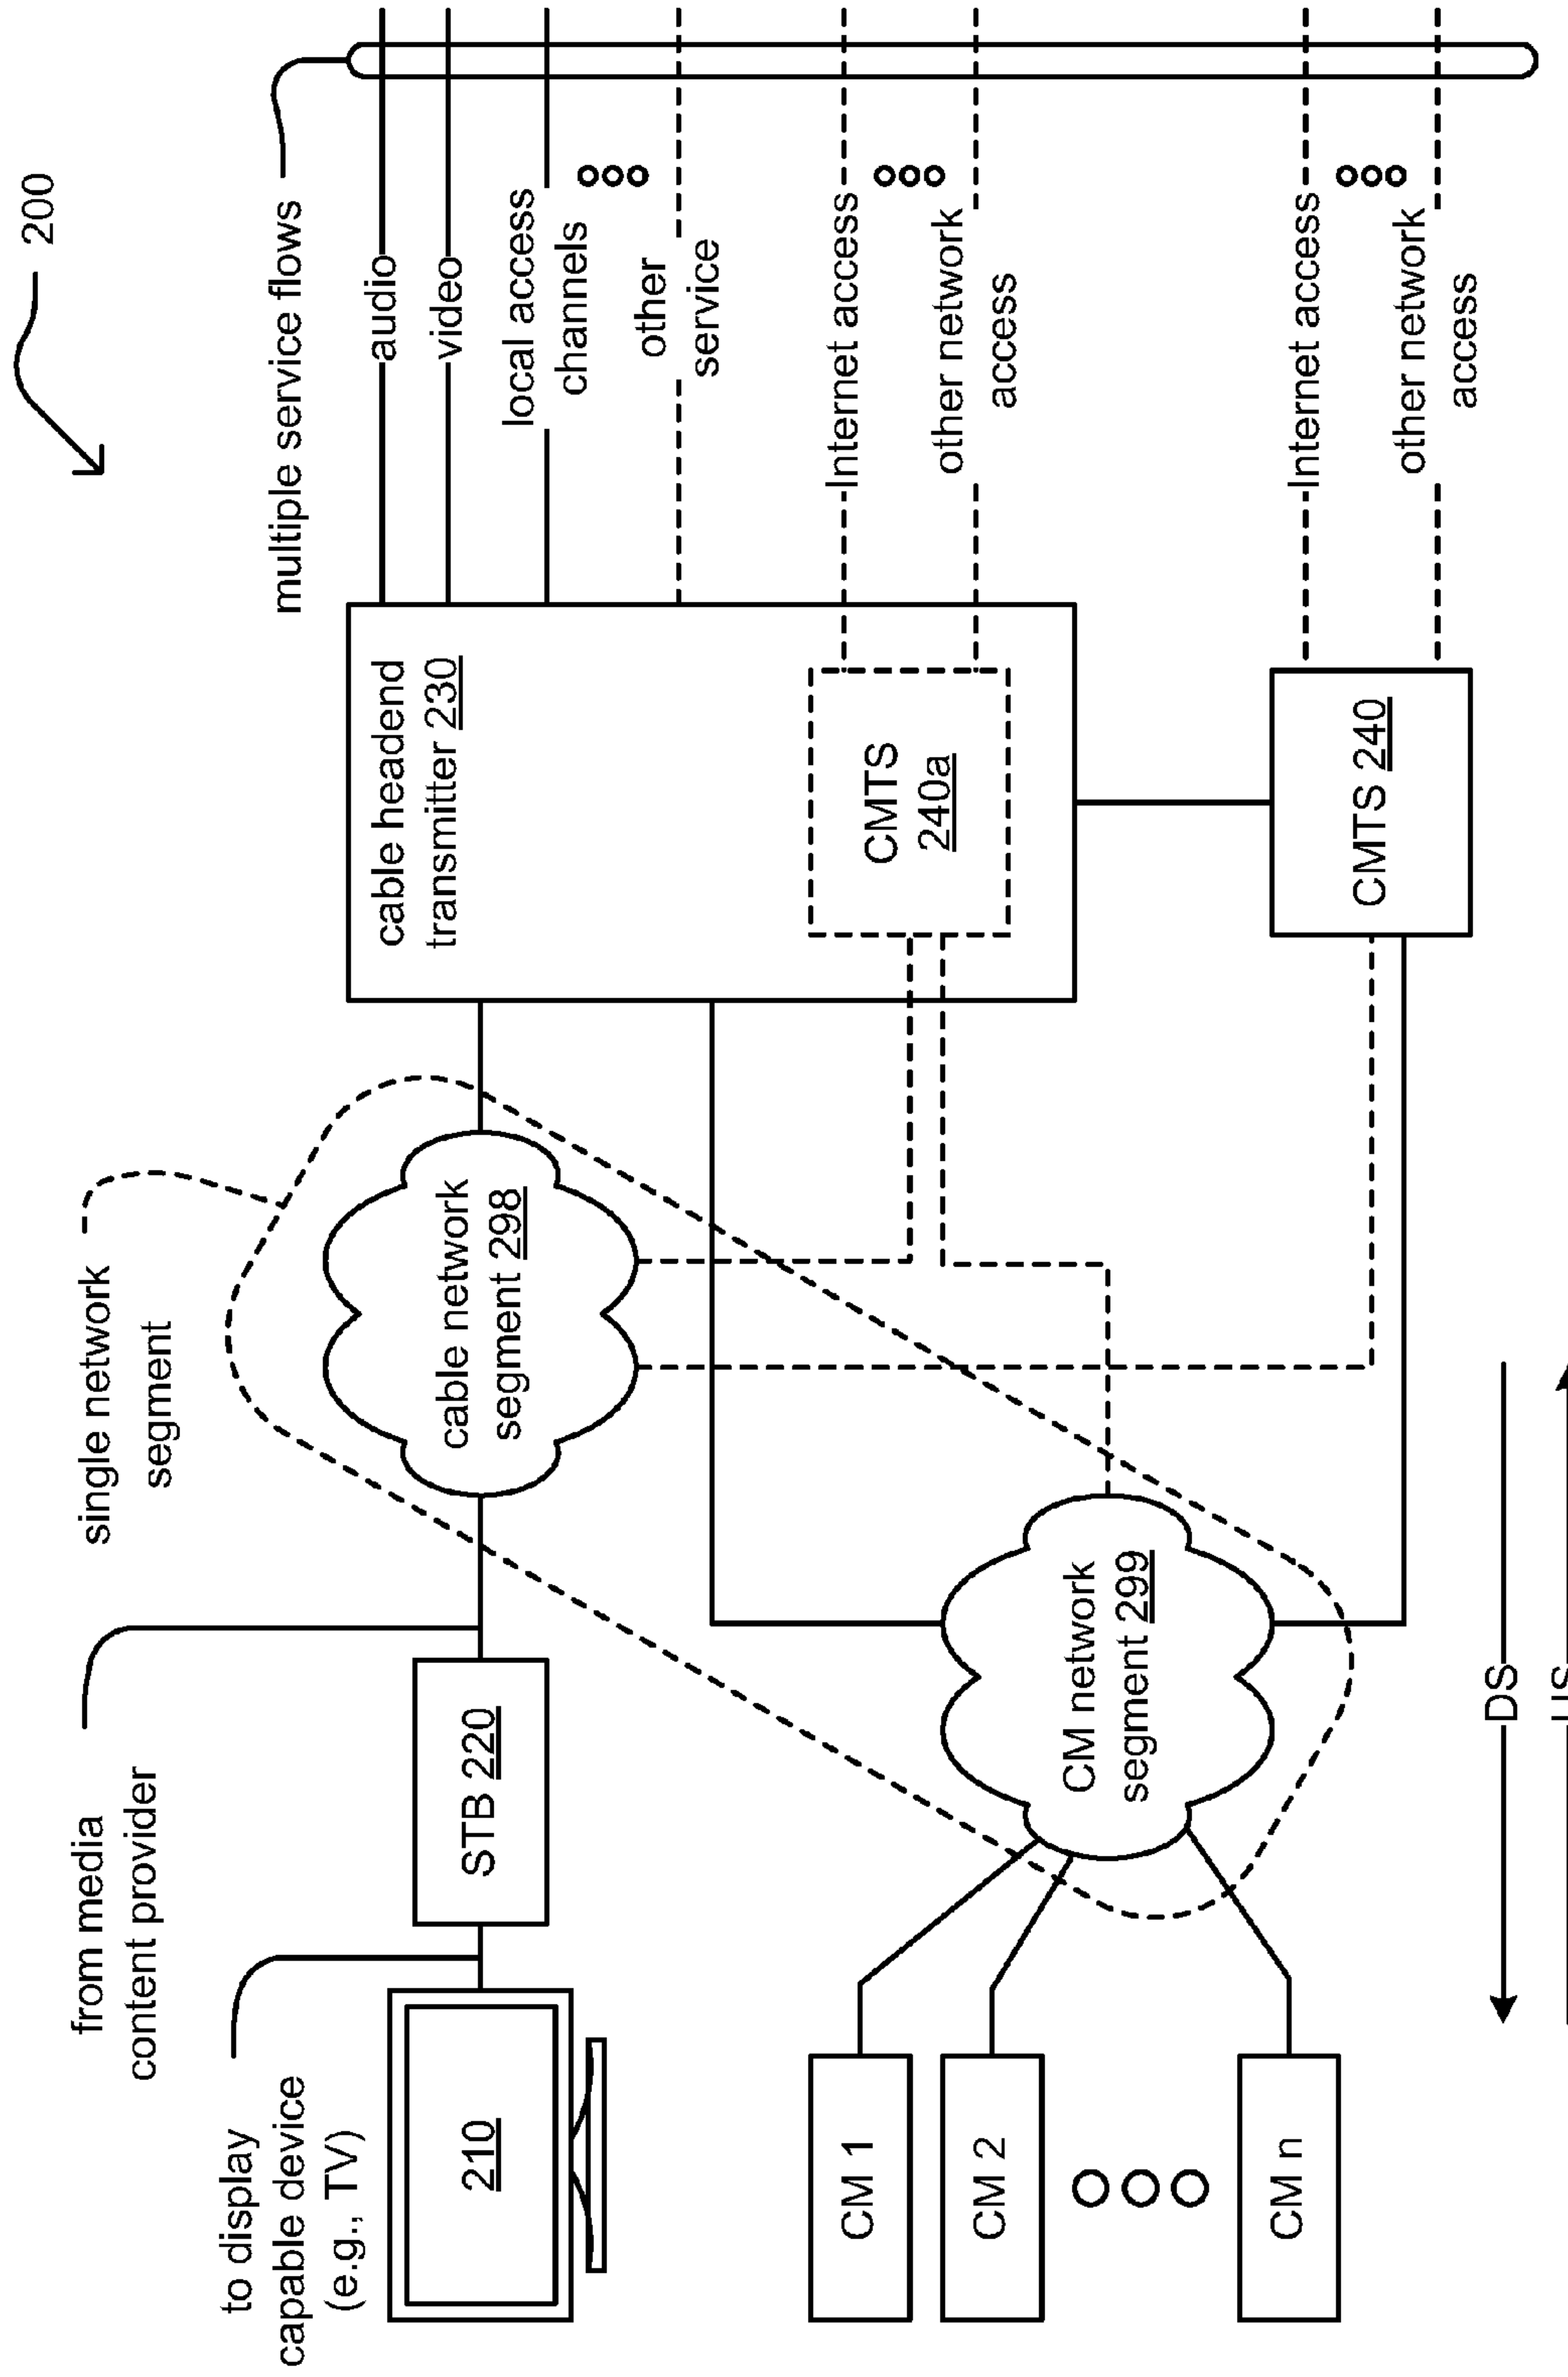 200
multiple service flows
audio
video
local access
channels
other
service
Internet access
other network
access
Internet access
other network
access
cable headend
transmitter 230
CMTS
240a
CMTS 240
single network
segment
cable network
segment 298
CM network
segment 299
from media
content provider
STB 220
to display
capable device
(e.g., TV)
210
CM 1
CM 2
CM n
DS
US